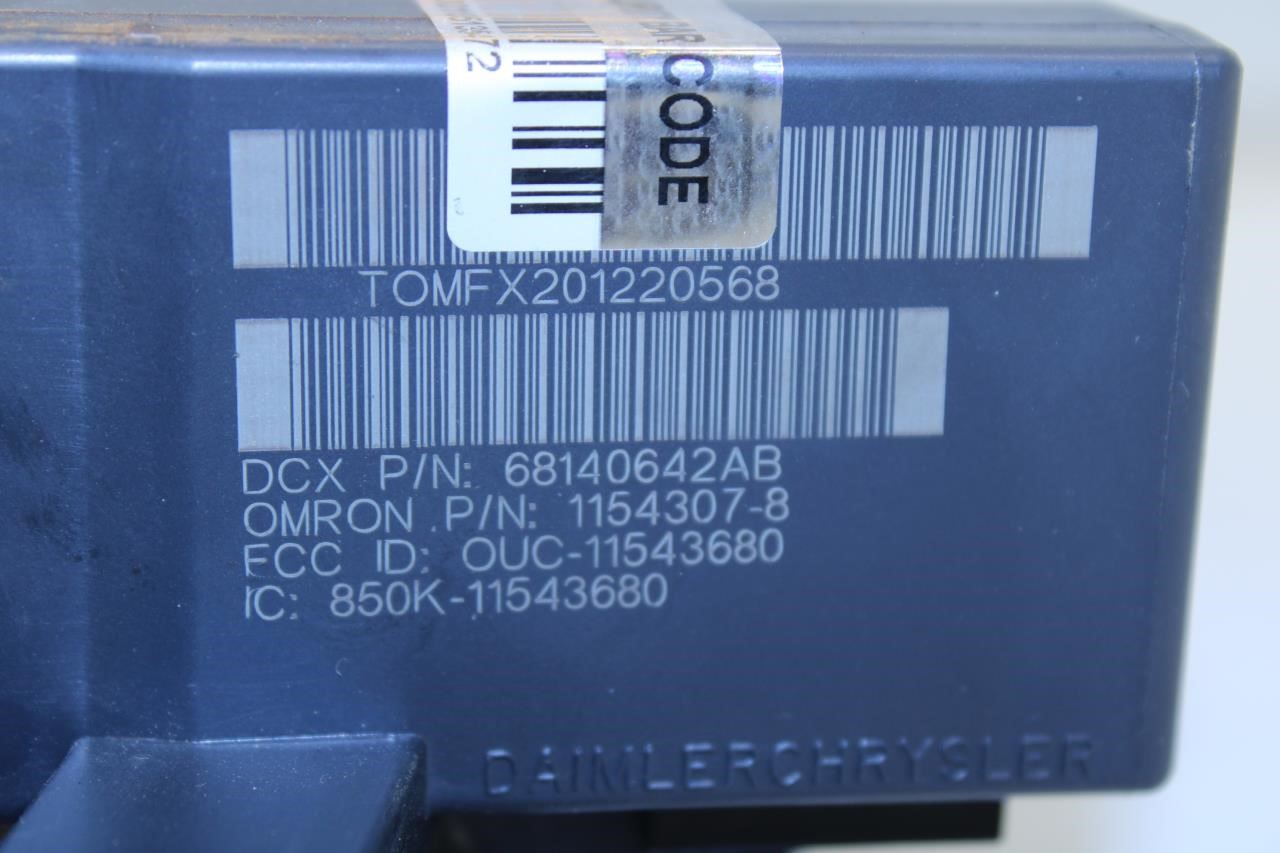 CODE
TOMFX201220568
DCX P/N: 68140642AB
OMRON P/N: 1154307-8
FCC ID: OUC-11543680
IC: 850K-11543680
DAIMLERCHRYSLER